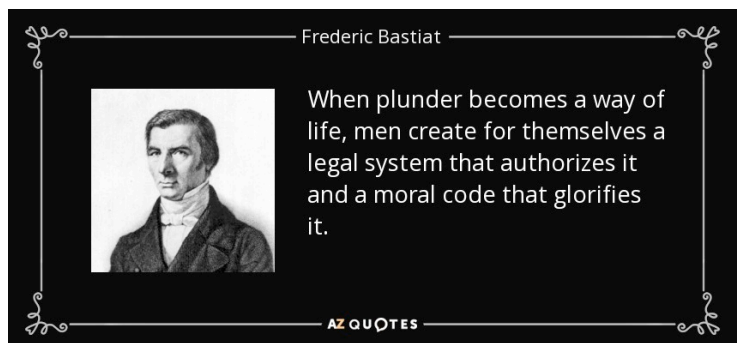 Frederic Bastiat
When plunder becomes a way of
life, men create for themselves a
legal system that authorizes it
and a moral code that glorifies
it.
AZ QUOTES